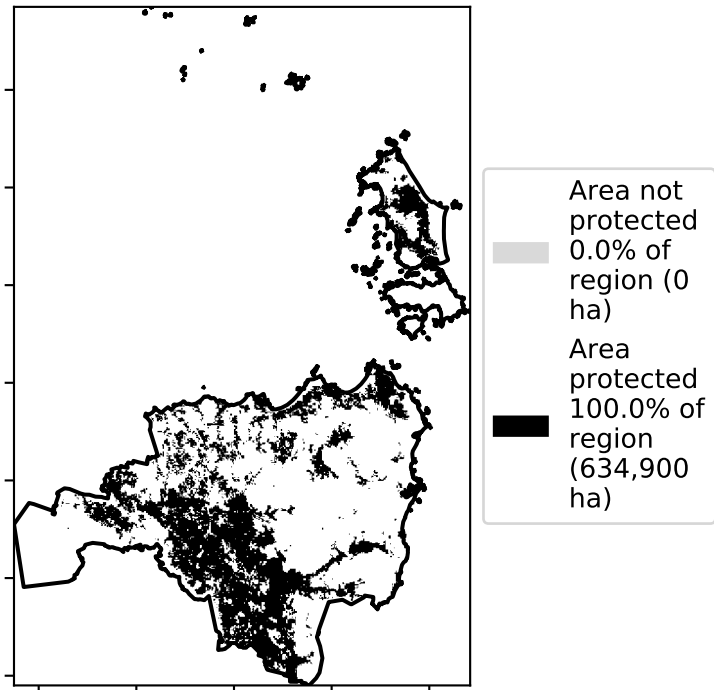 Area not
protected
0.0% of
region (0
ha)
Area
protected
100.0% of
region
(634,900
ha)